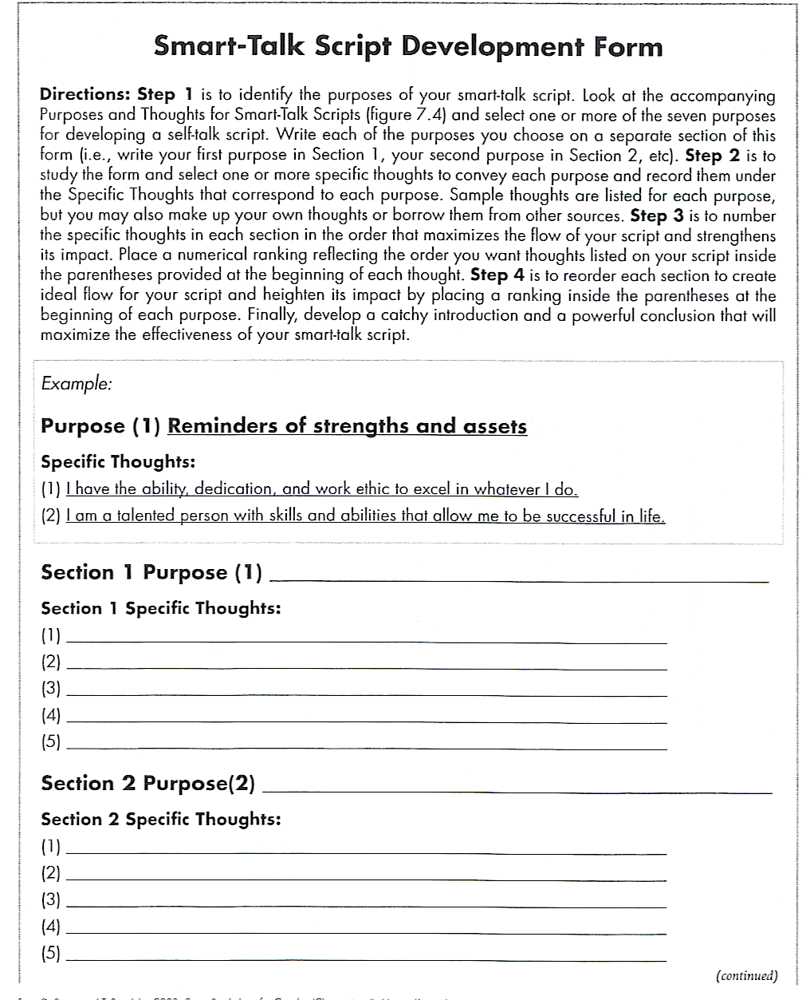 Smart-Talk Script Development Form
Directions: Step 1 is to identify the purposes of your smart-talk script. Look at the accompanying
Purposes and Thoughts for Smart-Talk Scripts (figure 7.4) and select one or more of the seven purposes
for developing a self-talk script. Write each of the purposes you choose on a separate section of this
form (i.e., write your first purpose in Section 1, your second purpose in Section 2, etc). Step 2 is to
study the form and select one or more specific thoughts to convey each purpose and record them under
the Specific Thoughts that correspond to each purpose. Sample thoughts are listed for each purpose,
but you may also make up your own thoughts or borrow them from other sources. Step 3 is to number
the specific thoughts in each section in the order that maximizes the flow of your script and strengthens
its impact. Place a numerical ranking reflecting the order you want thoughts listed on your script inside
the parentheses provided at the beginning of each thought. Step 4 is to reorder each section to create
ideal flow for your script and heighten its impact by placing a ranking inside the parentheses at the
beginning of each purpose. Finally, develop a catchy introduction and a powerful conclusion that will
maximize the effectiveness of your smart-talk script.
Example:
Purpose (1) Reminders of strengths and assets
Specific Thoughts:
(1) I have the ability, dedication, and work ethic to excel in whatever I do.
(2) I am a talented person with skills and abilities that allow me to be successful in life.
Section 1 Purpose (1)
Section 1 Specific Thoughts:
(1)
(2)
(3)
(4)
(5)
Section 2 Purpose(2)
Section 2 Specific Thoughts:
(1)
(2)
(3)
(4)
(5)
(continued)